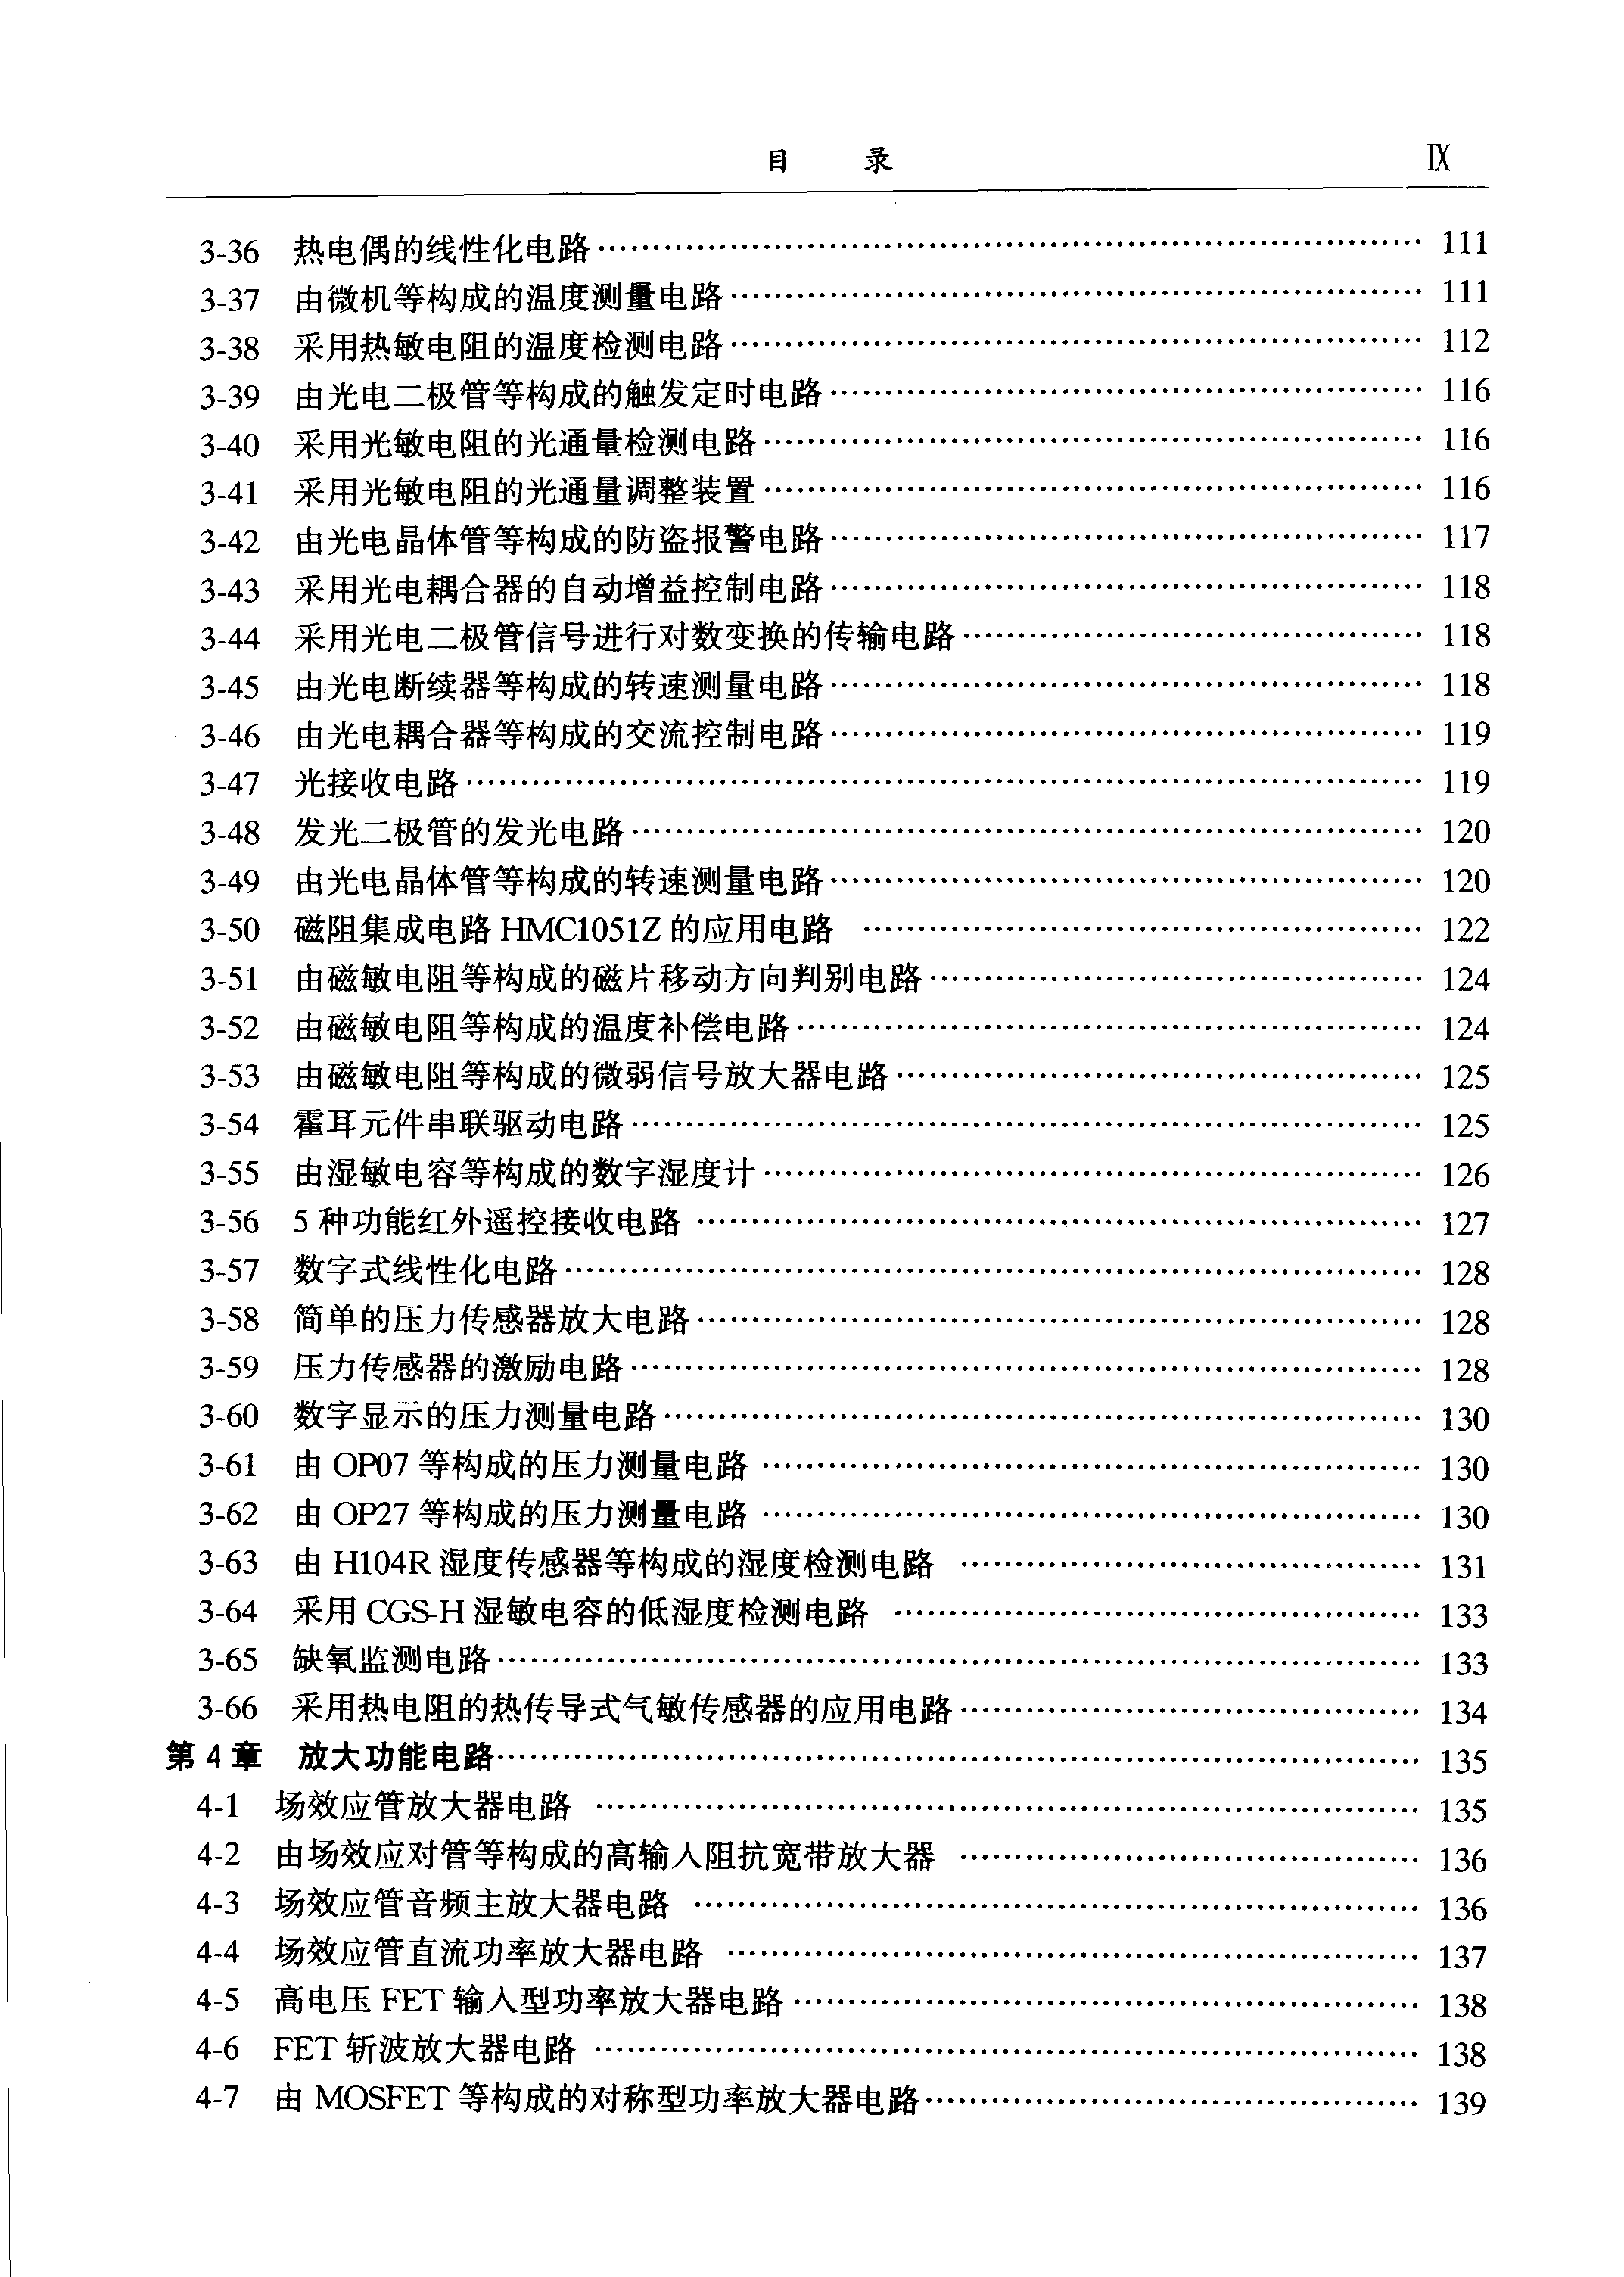 目 录 Ⅸ
3-36 热电偶的线性化电路 …… 111
3-37 由微机等构成的温度测量电路 …… 111
3-38 采用热敏电阻的温度检测电路 …… 112
3-39 由光电二极管等构成的触发定时电路 …… 116
3-40 采用光敏电阻的光通量检测电路 …… 116
3-41 采用光敏电阻的光通量调整装置 …… 116
3-42 由光电晶体管等构成的防盗报警电路 …… 117
3-43 采用光电耦合器的自动增益控制电路 …… 118
3-44 采用光电二极管信号进行对数变换的传输电路 …… 118
3-45 由光电断续器等构成的转速测量电路 …… 118
3-46 由光电耦合器等构成的交流控制电路 …… 119
3-47 光接收电路 …… 119
3-48 发光二极管的发光电路 …… 120
3-49 由光电晶体管等构成的转速测量电路 …… 120
3-50 磁阻集成电路 HMC1051Z 的应用电路 …… 122
3-51 由磁敏电阻等构成的磁片移动方向判别电路 …… 124
3-52 由磁敏电阻等构成的温度补偿电路 …… 124
3-53 由磁敏电阻等构成的微弱信号放大器电路 …… 125
3-54 霍耳元件串联驱动电路 …… 125
3-55 由湿敏电容等构成的数字湿度计 …… 126
3-56 5 种功能红外遥控接收电路 …… 127
3-57 数字式线性化电路 …… 128
3-58 简单的压力传感器放大电路 …… 128
3-59 压力传感器的激励电路 …… 128
3-60 数字显示的压力测量电路 …… 130
3-61 由 OP07 等构成的压力测量电路 …… 130
3-62 由 OP27 等构成的压力测量电路 …… 130
3-63 由 H104R 湿度传感器等构成的湿度检测电路 …… 131
3-64 采用 CGS-H 湿敏电容的低湿度检测电路 …… 133
3-65 缺氧监测电路 …… 133
3-66 采用热电阻的热传导式气敏传感器的应用电路 …… 134
第 4 章 放大功能电路 …… 135
4-1 场效应管放大器电路 …… 135
4-2 由场效应对管等构成的高输入阻抗宽带放大器 …… 136
4-3 场效应管音频主放大器电路 …… 136
4-4 场效应管直流功率放大器电路 …… 137
4-5 高电压 FET 输入型功率放大器电路 …… 138
4-6 FET 斩波放大器电路 …… 138
4-7 由 MOSFET 等构成的对称型功率放大器电路 …… 139